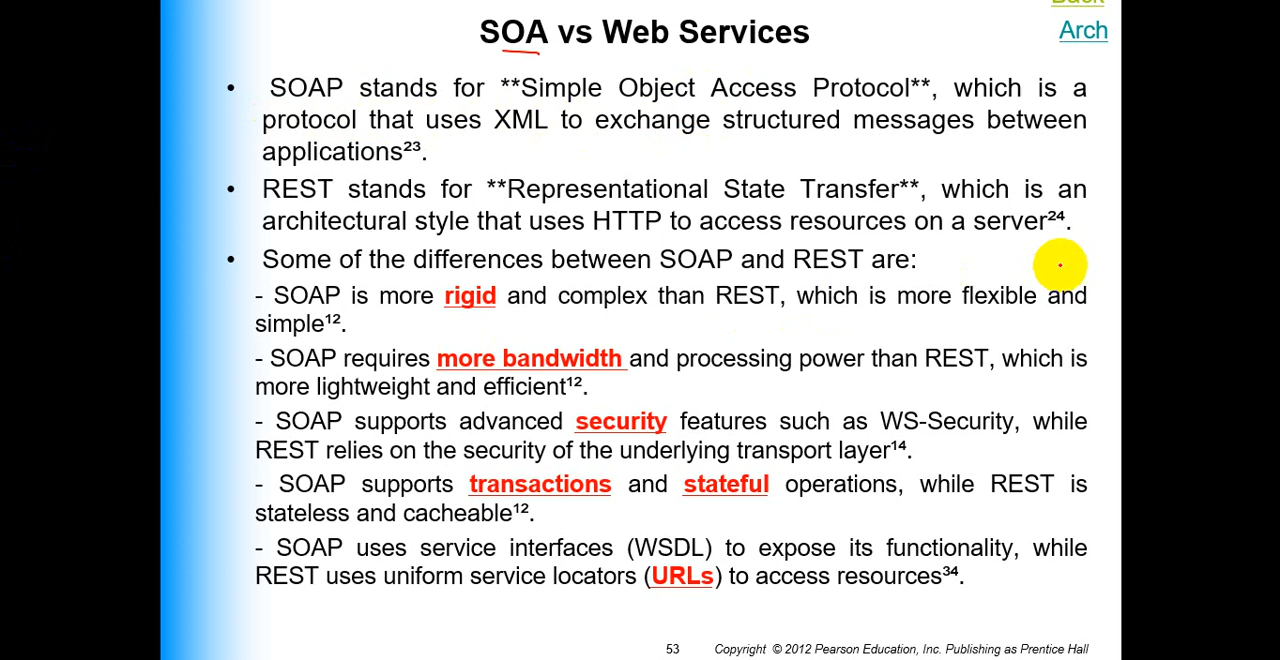 SOA vs Web Services
Arch
• SOAP stands for **Simple Object Access Protocol**, which is a
protocol that uses XML to exchange structured messages between
applications²³.
• REST stands for **Representational State Transfer**, which is an
architectural style that uses HTTP to access resources on a server²⁴.
• Some of the differences between SOAP and REST are:
- SOAP is more rigid and complex than REST, which is more flexible and
simple¹².
- SOAP requires more bandwidth and processing power than REST, which is
more lightweight and efficient¹².
- SOAP supports advanced security features such as WS-Security, while
REST relies on the security of the underlying transport layer¹⁴.
- SOAP supports transactions and stateful operations, while REST is
stateless and cacheable¹².
- SOAP uses service interfaces (WSDL) to expose its functionality, while
REST uses uniform service locators (URLs) to access resources³⁴.
53 Copyright © 2012 Pearson Education, Inc. Publishing as Prentice Hall